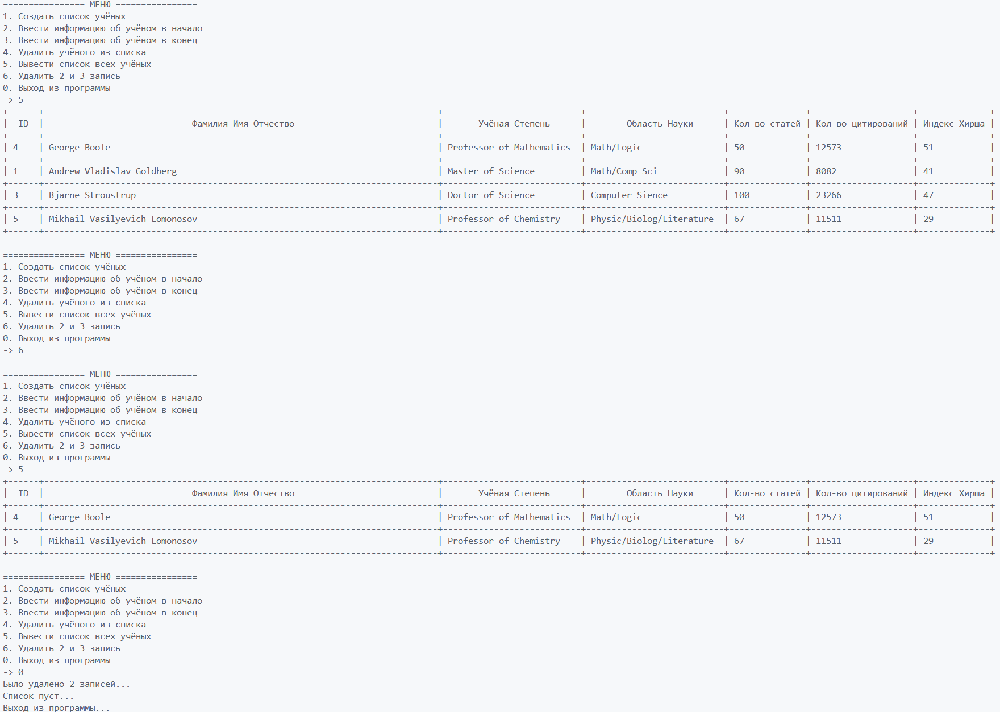 ================ МЕНЮ ================
1. Создать список учёных
2. Ввести информацию об учёном в начало
3. Ввести информацию об учёном в конец
4. Удалить учёного из списка
5. Вывести список всех учёных
6. Удалить 2 и 3 запись
0. Выход из программы
-> 5
| ID | Фамилия Имя Отчество | Учёная Степень | Область Науки | Кол-во статей | Кол-во цитирований | Индекс Хирша |
| 4 | George Boole | Professor of Mathematics | Math/Logic | 50 | 12573 | 51 |
| 1 | Andrew Vladislav Goldberg | Master of Science | Math/Comp Sci | 90 | 8082 | 41 |
| 3 | Bjarne Stroustrup | Doctor of Science | Computer Sience | 100 | 23266 | 47 |
| 5 | Mikhail Vasilyevich Lomonosov | Professor of Chemistry | Physic/Biolog/Literature | 67 | 11511 | 29 |
================ МЕНЮ ================
1. Создать список учёных
2. Ввести информацию об учёном в начало
3. Ввести информацию об учёном в конец
4. Удалить учёного из списка
5. Вывести список всех учёных
6. Удалить 2 и 3 запись
0. Выход из программы
-> 6
================ МЕНЮ ================
1. Создать список учёных
2. Ввести информацию об учёном в начало
3. Ввести информацию об учёном в конец
4. Удалить учёного из списка
5. Вывести список всех учёных
6. Удалить 2 и 3 запись
0. Выход из программы
-> 5
| ID | Фамилия Имя Отчество | Учёная Степень | Область Науки | Кол-во статей | Кол-во цитирований | Индекс Хирша |
| 4 | George Boole | Professor of Mathematics | Math/Logic | 50 | 12573 | 51 |
| 5 | Mikhail Vasilyevich Lomonosov | Professor of Chemistry | Physic/Biolog/Literature | 67 | 11511 | 29 |
================ МЕНЮ ================
1. Создать список учёных
2. Ввести информацию об учёном в начало
3. Ввести информацию об учёном в конец
4. Удалить учёного из списка
5. Вывести список всех учёных
6. Удалить 2 и 3 запись
0. Выход из программы
-> 0
Было удалено 2 записей...
Список пуст...
Выход из программы...